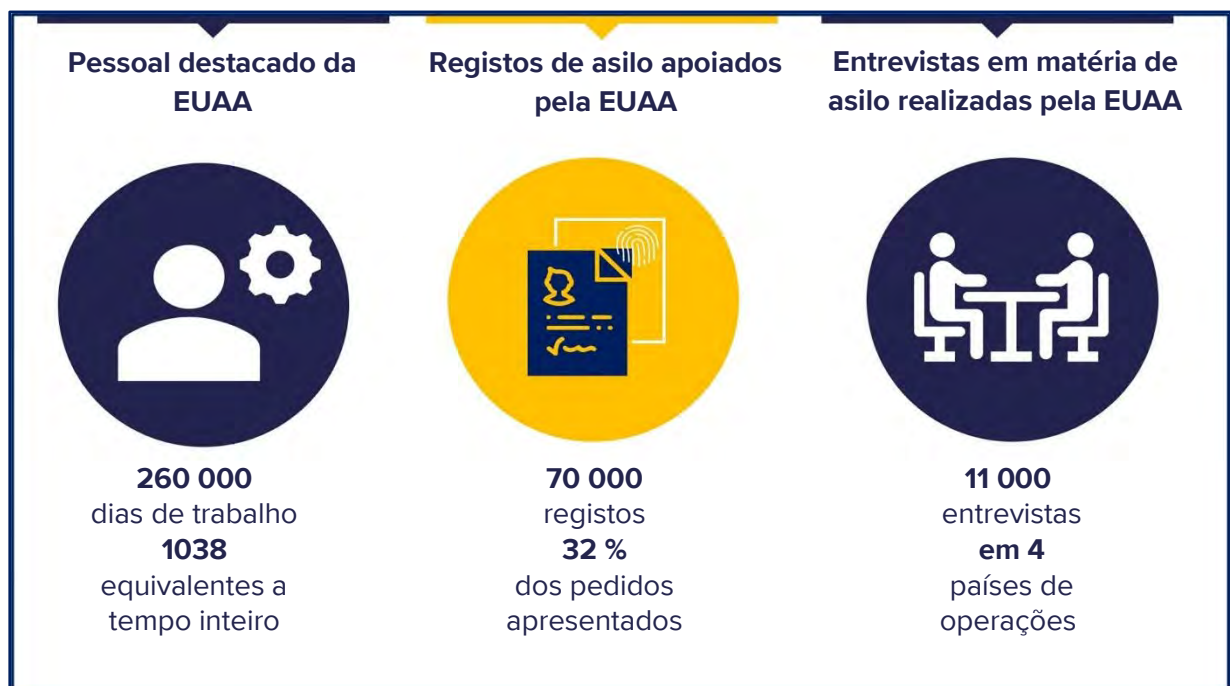 Pessoal destacado da
EUAA
260 000
dias de trabalho
1038
equivalentes a
tempo inteiro
Registos de asilo apoiados
pela EUAA
70 000
registos
32 %
dos pedidos
apresentados
Entrevistas em matéria de
asilo realizadas pela EUAA
11 000
entrevistas
em 4
países de
operações